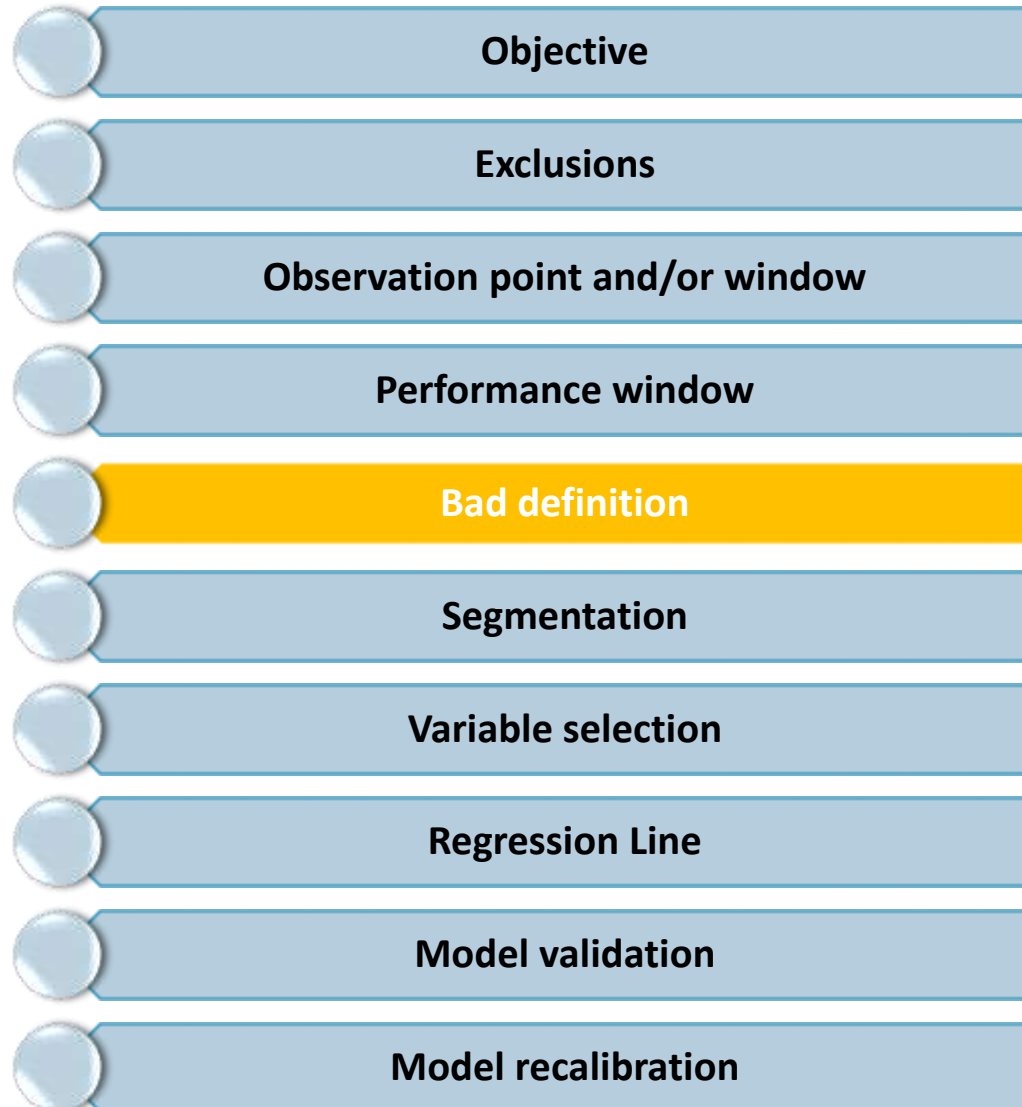 Objective
Exclusions
Observation point and/or window
Performance window
Bad definition
Segmentation
Variable selection
Regression Line
Model validation
Model recalibration